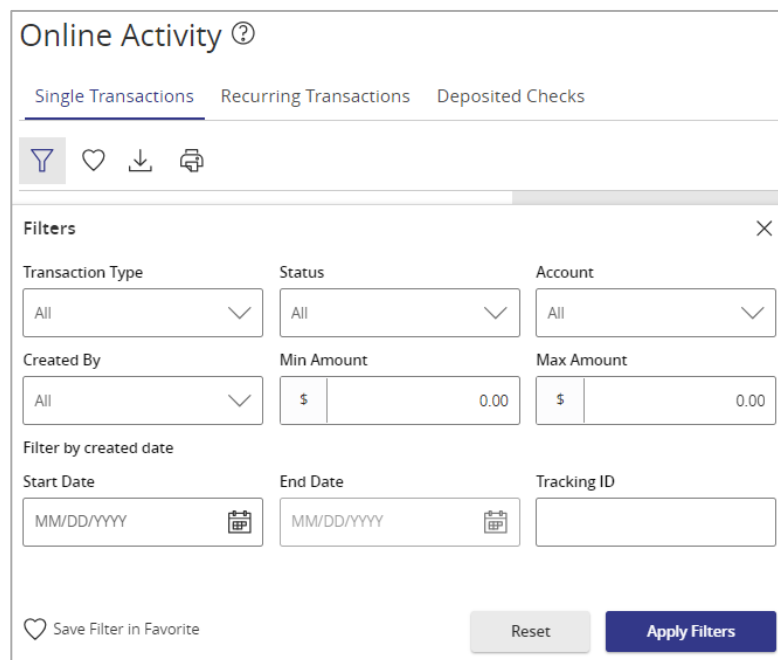 Online Activity ?
Single Transactions Recurring Transactions Deposited Checks
Filters
Transaction Type Status Account
All All All
Created By Min Amount Max Amount
All $ 0.00 $ 0.00
Filter by created date
Start Date End Date Tracking ID
MM/DD/YYYY MM/DD/YYYY
Save Filter in Favorite Reset Apply Filters